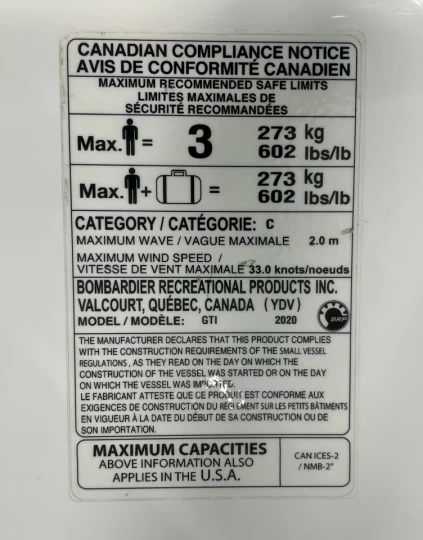 CANADIAN COMPLIANCE NOTICE
AVIS DE CONFORMITÉ CANADIEN
MAXIMUM RECOMMENDED SAFE LIMITS
LIMITES MAXIMALES DE
SÉCURITÉ RECOMMANDÉES
Max. = 3 273 kg
602 lbs/lb
Max. + = 273 kg
602 lbs/lb
CATEGORY / CATÉGORIE: C
MAXIMUM WAVE / VAGUE MAXIMALE 2.0 m
MAXIMUM WIND SPEED /
VITESSE DE VENT MAXIMALE 33.0 knots/noeuds
BOMBARDIER RECREATIONAL PRODUCTS INC.
VALCOURT, QUÉBEC, CANADA (YDV)
MODEL / MODÈLE: GTI 2020
BRP
THE MANUFACTURER DECLARES THAT THIS PRODUCT COMPLIES
WITH THE CONSTRUCTION REQUIREMENTS OF THE SMALL VESSEL
REGULATIONS, AS THEY READ ON THE DAY ON WHICH THE
CONSTRUCTION OF THE VESSEL WAS STARTED OR ON THE DAY
ON WHICH THE VESSEL WAS IMPORTED.
LE FABRICANT ATTESTE QUE CE PRODUIT EST CONFORME AUX
EXIGENCES DE CONSTRUCTION DU RÈGLEMENT SUR LES PETITS BÂTIMENTS
EN VIGUEUR À LA DATE DU DÉBUT DE SA CONSTRUCTION OU DE
SON IMPORTATION.
MAXIMUM CAPACITIES
ABOVE INFORMATION ALSO
APPLIES IN THE U.S.A.
CAN ICES-2
/ NMB-2"